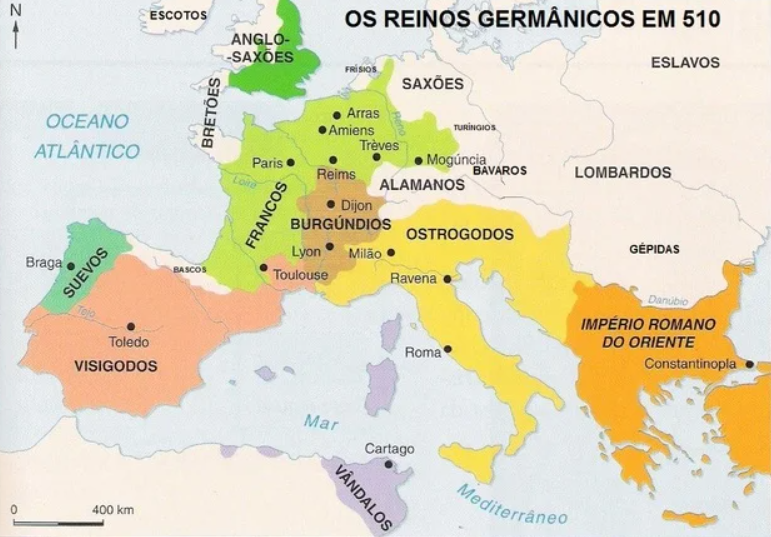 OS REINOS GERMÂNICOS EM 510
N
ESCOTOS
ANGLO-
-SAXÕES
FRÍSIOS
SAXÕES
ESLAVOS
BRETÕES
OCEANO
ATLÂNTICO
Arras
Amiens
Reno
TURÍNGIOS
Trèves
Paris
Reims
Mogúncia
BAVAROS
LOMBARDOS
Loire
ALAMANOS
FRANCOS
Dijon
BURGÚNDIOS
OSTROGODOS
Lyon
Milão
GÉPIDAS
Braga
SUEVOS
BASCOS
Toulouse
Ravena
Danúbio
Tejo
Toledo
VISIGODOS
IMPÉRIO ROMANO
DO ORIENTE
Roma
Constantinopla
Mar
Mediterrâneo
Cartago
VÂNDALOS
0 400 km